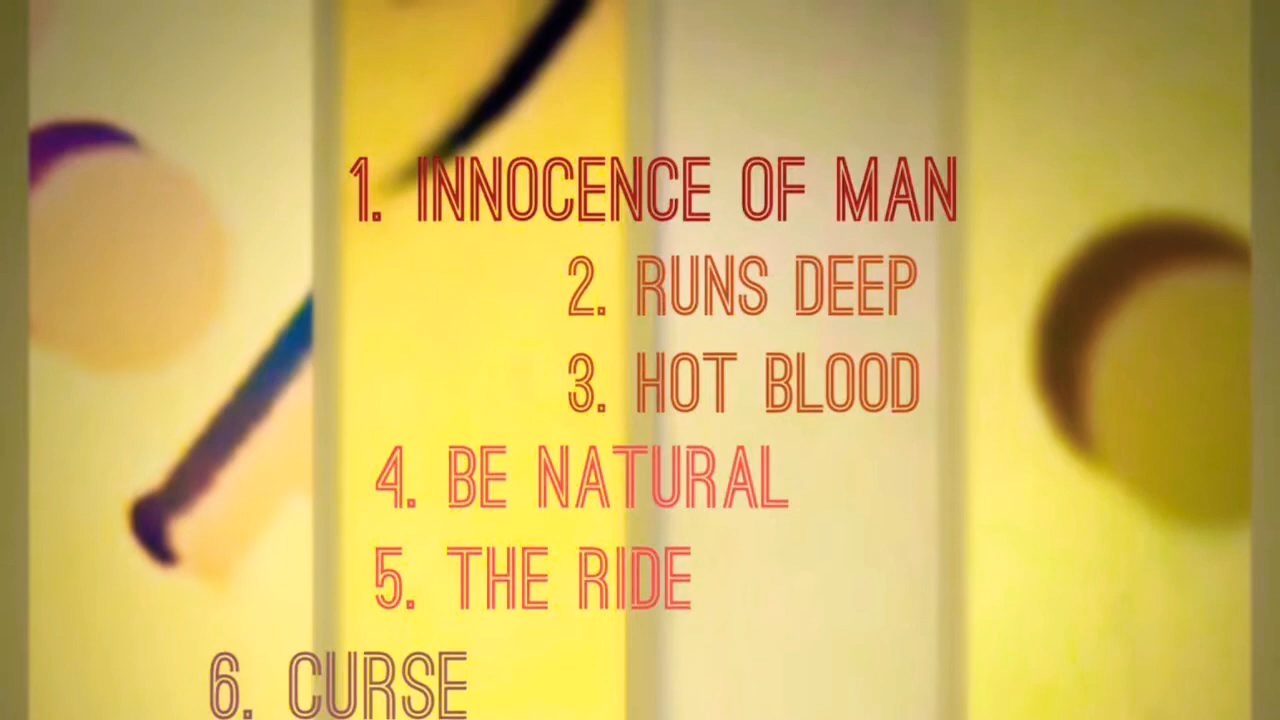 1. INNOCENCE OF MAN
2. RUNS DEEP
3. HOT BLOOD
4. BE NATURAL
5. THE RIDE
6. CURSE